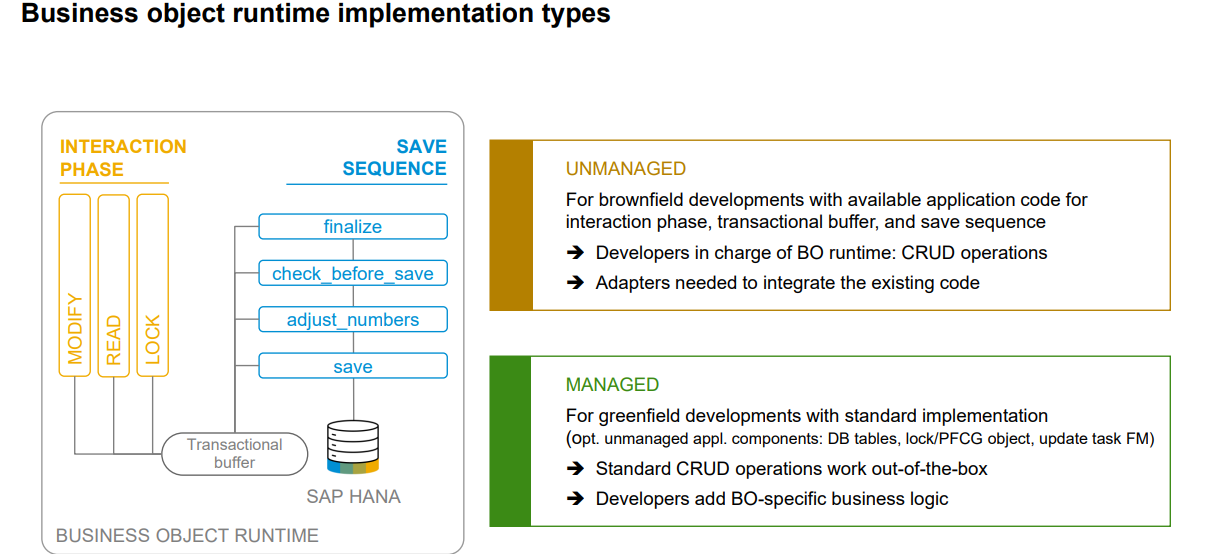 Business object runtime implementation types
INTERACTION
PHASE
SAVE
SEQUENCE
MODIFY
READ
LOCK
finalize
check_before_save
adjust_numbers
save
Transactional
buffer
SAP HANA
BUSINESS OBJECT RUNTIME
UNMANAGED
For brownfield developments with available application code for
interaction phase, transactional buffer, and save sequence
➔ Developers in charge of BO runtime: CRUD operations
➔ Adapters needed to integrate the existing code
MANAGED
For greenfield developments with standard implementation
(opt. unmanaged appl. components: DB tables, lock/PFCG object, update task FM)
➔ Standard CRUD operations work out-of-the-box
➔ Developers add BO-specific business logic